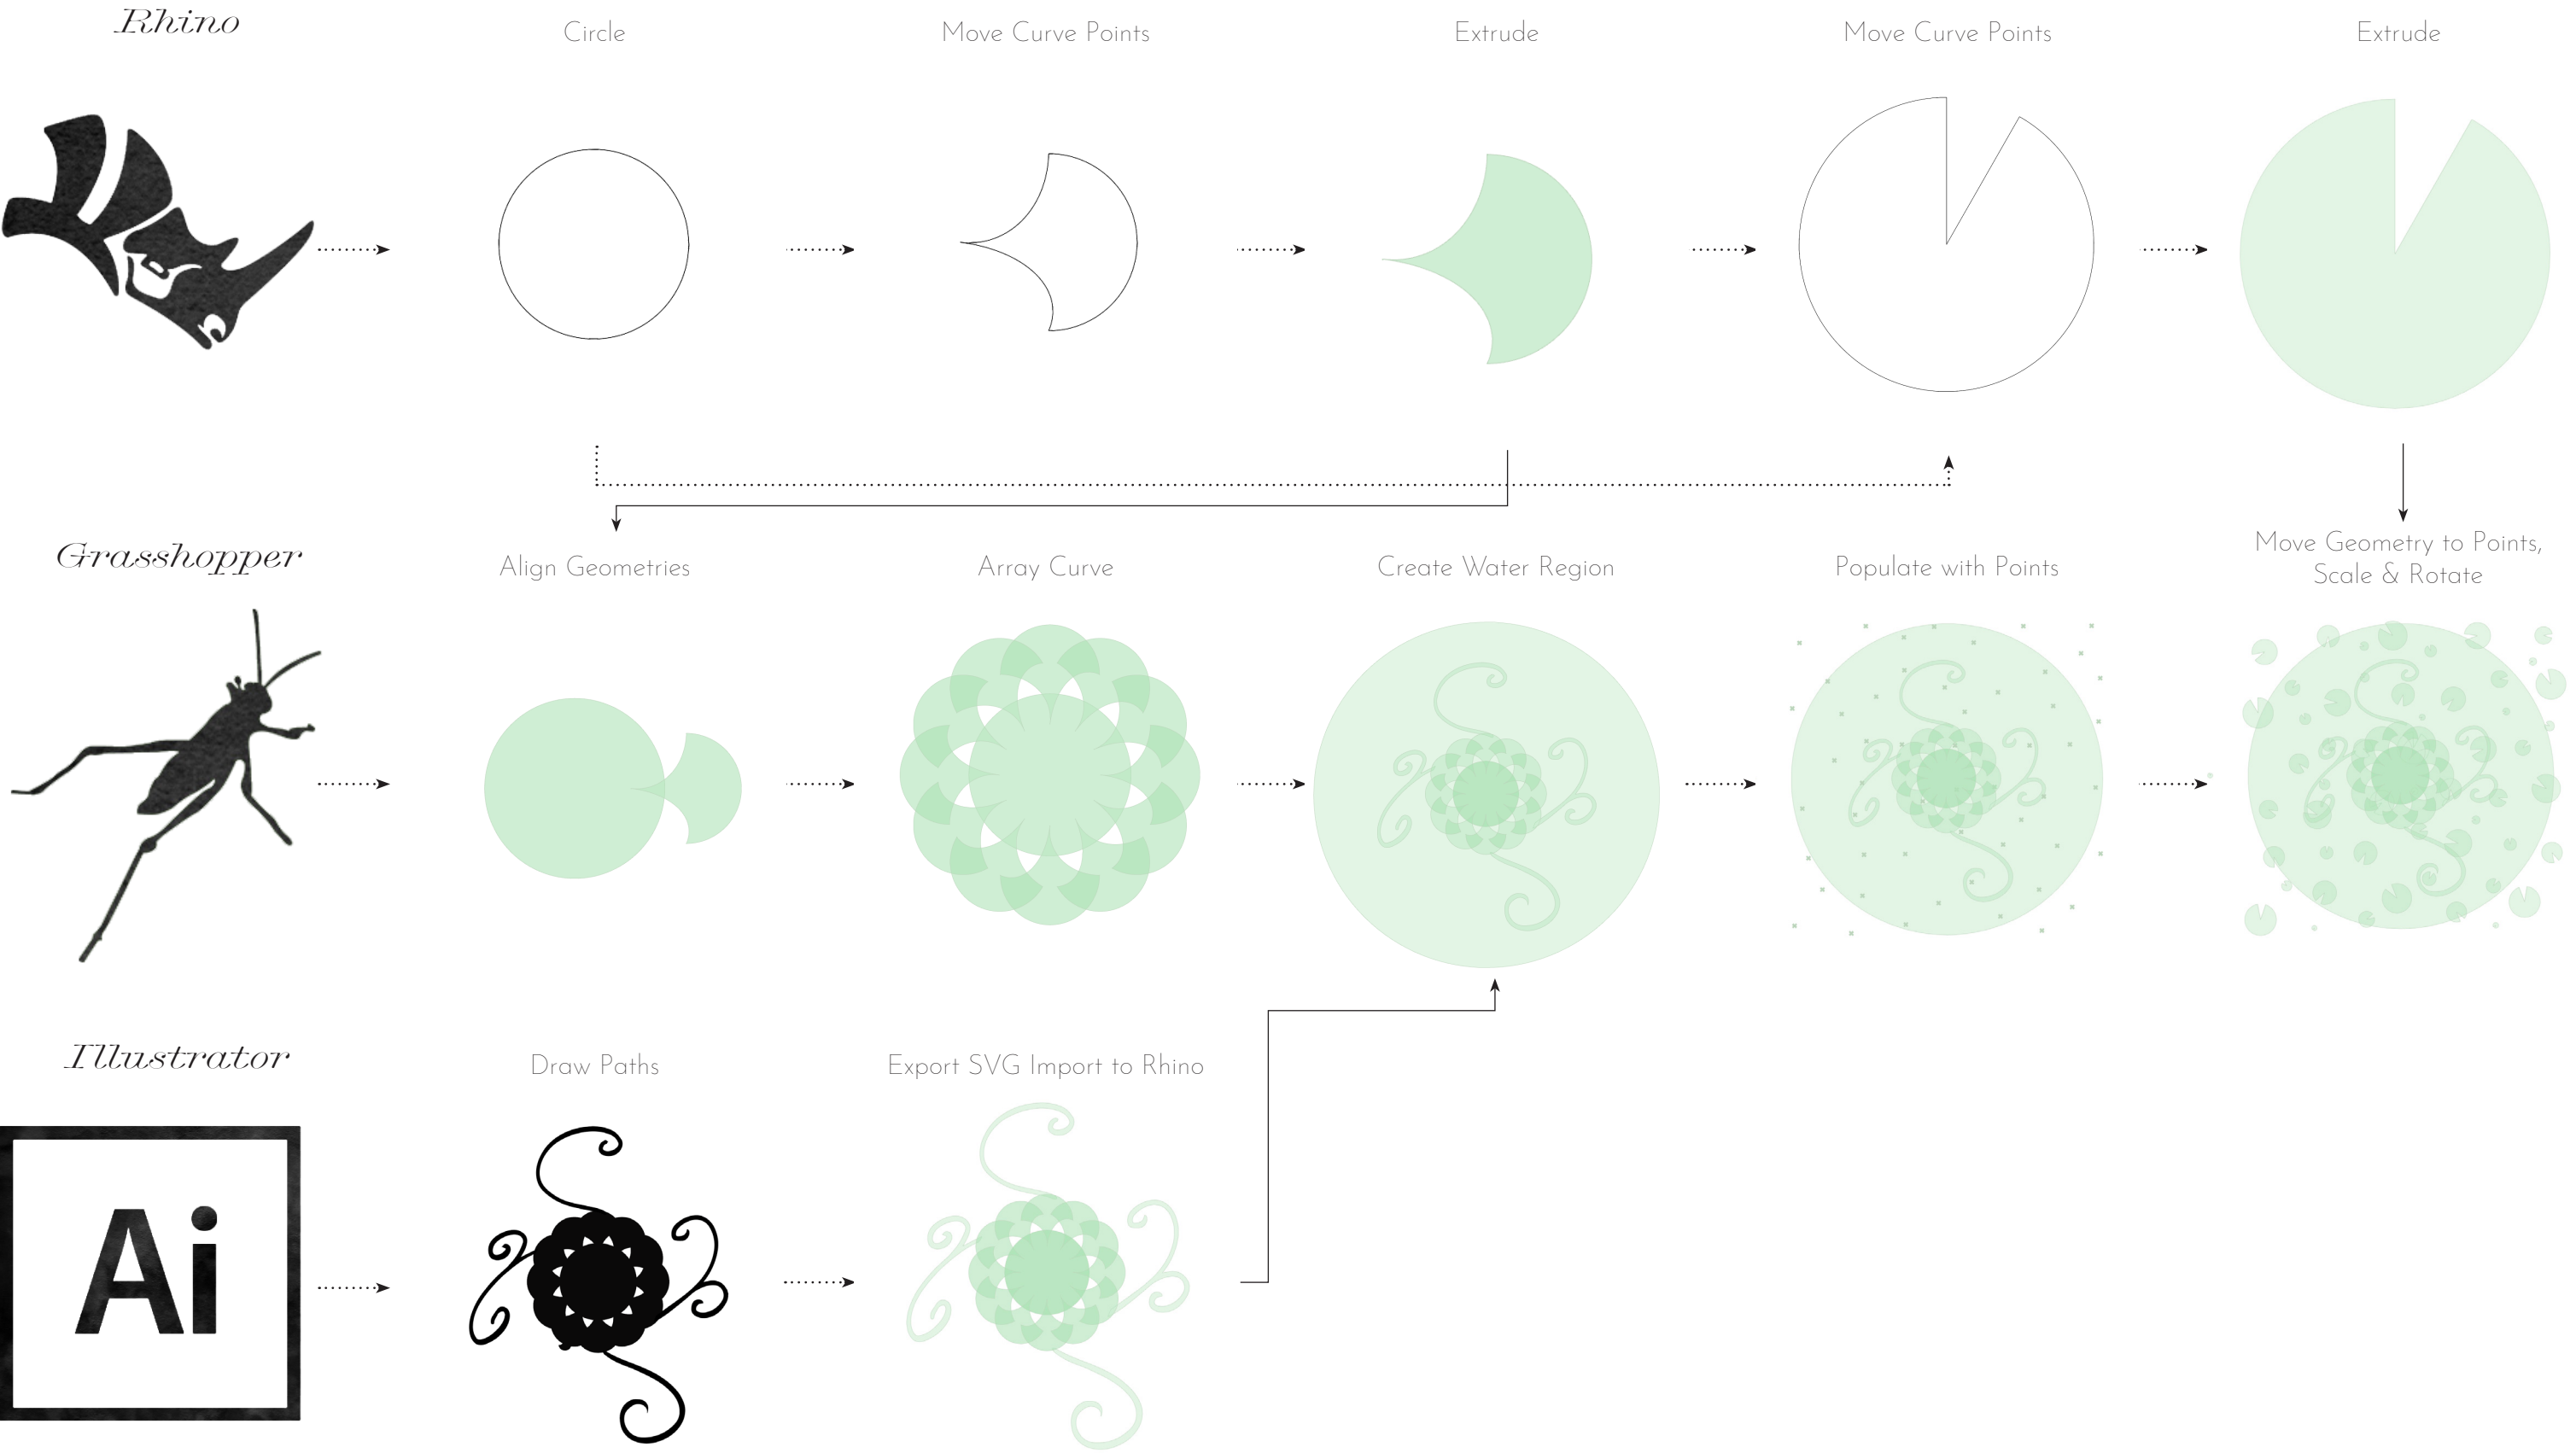 Rhino
Circle
Move Curve Points
Extrude
Move Curve Points
Extrude
Grasshopper
Align Geometries
Array Curve
Create Water Region
Populate with Points
Move Geometry to Points,
Scale & Rotate
Illustrator
Draw Paths
Export SVG Import to Rhino
Ai